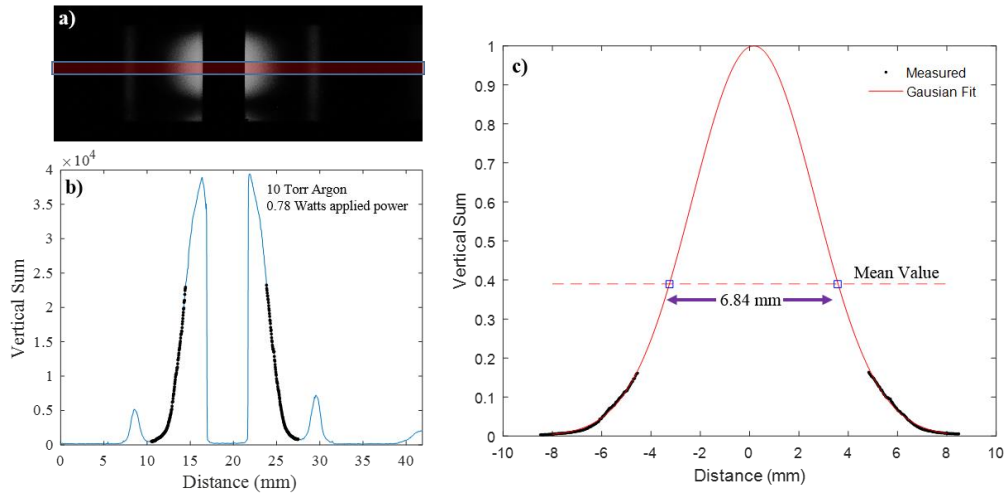 a)
b)
×10⁴
4
3.5
3
2.5
2
1.5
1
0.5
0
Vertical Sum
10 Torr Argon
0.78 Watts applied power
0 5 10 15 20 25 30 35 40
Distance (mm)
c)
1
0.9
0.8
0.7
0.6
0.5
0.4
0.3
0.2
0.1
0
Vertical Sum
Measured
Gausian Fit
Mean Value
6.84 mm
-10 -8 -6 -4 -2 0 2 4 6 8 10
Distance (mm)